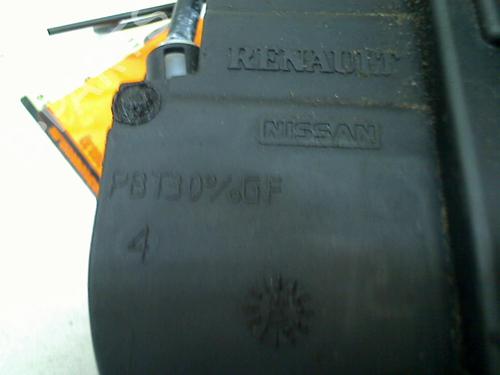 RENAULT
NISSAN
PBT30%GF
4